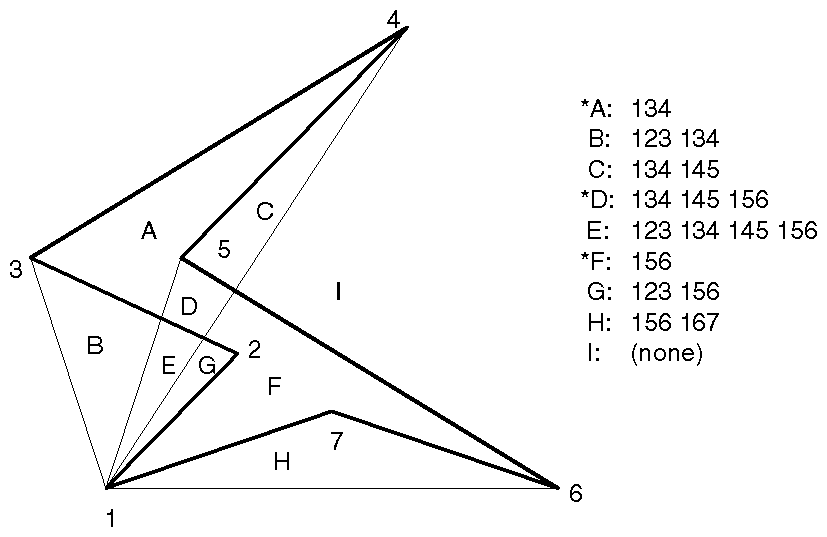 4
A
C
5
3
I
D
B
2
E
G
F
7
H
6
1
*A: 134
B: 123 134
C: 134 145
*D: 134 145 156
E: 123 134 145 156
*F: 156
G: 123 156
H: 156 167
I: (none)